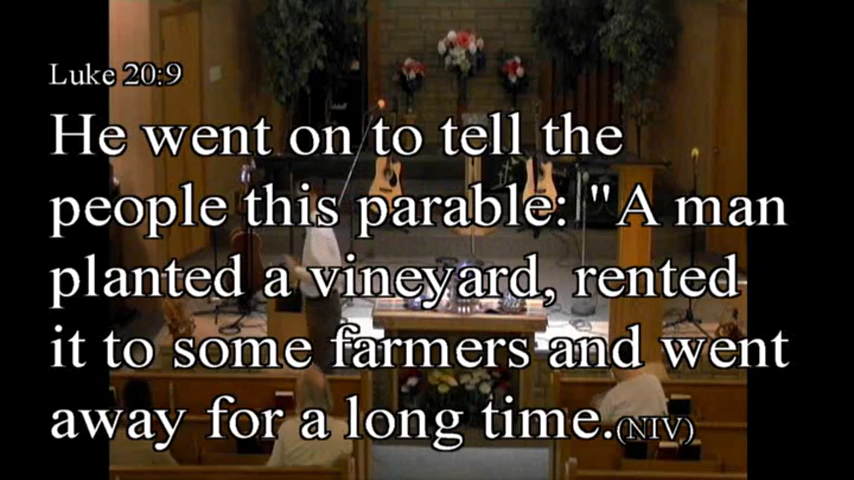 Luke 20:9
He went on to tell the
people this parable: "A man
planted a vineyard, rented
it to some farmers and went
away for a long time.(NIV)